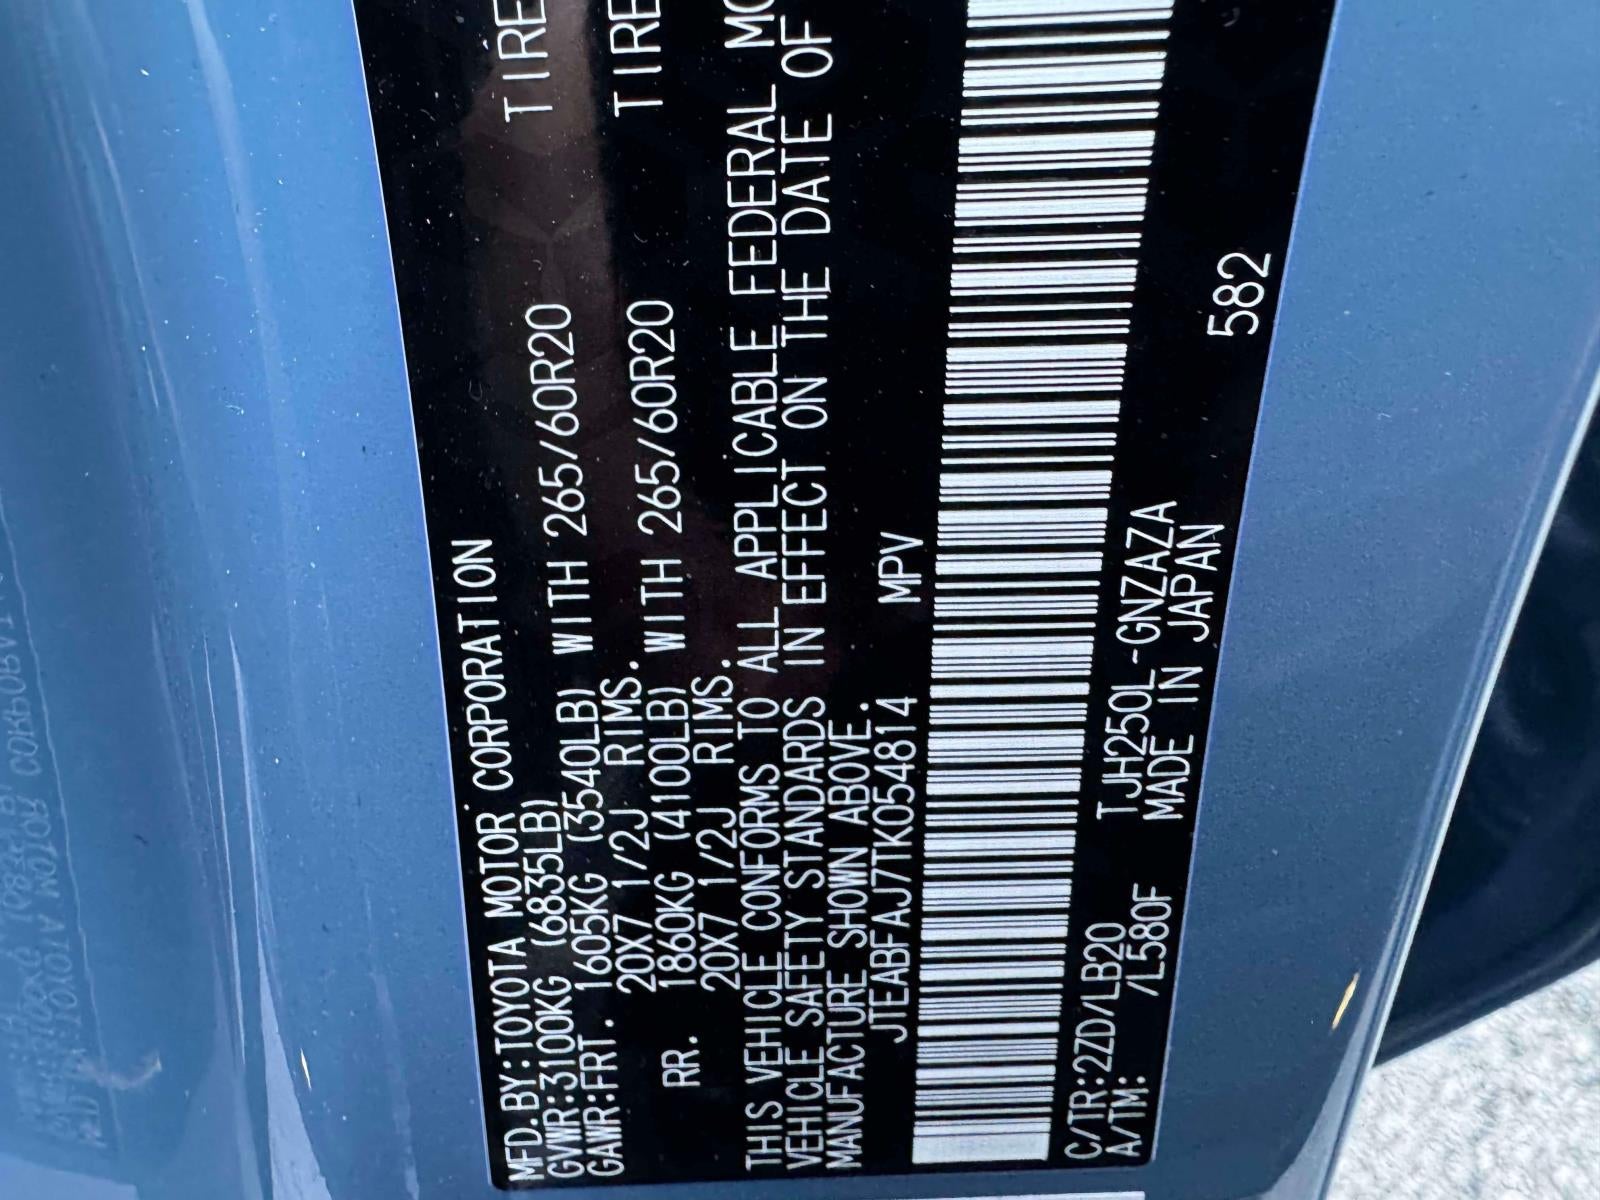 MFD.BY:TOYOTA MOTOR CORPORATION
GVWR:3100KG (6835LB)
GAWR:FRT. 1605KG (3540LB) WITH 265/60R20 TIRE
20X7 1/2J RIMS.
RR. 1860KG (4100LB) WITH 265/60R20 TIRE
20X7 1/2J RIMS.
THIS VEHICLE CONFORMS TO ALL APPLICABLE FEDERAL MO
VEHICLE SAFETY STANDARDS IN EFFECT ON THE DATE OF
MANUFACTURE SHOWN ABOVE.
JTEABFAJ7TK054814 MPV
C/TR:2ZD/LB20 TJH250L-GNZAZA
A/TM: /L580F MADE IN JAPAN 582